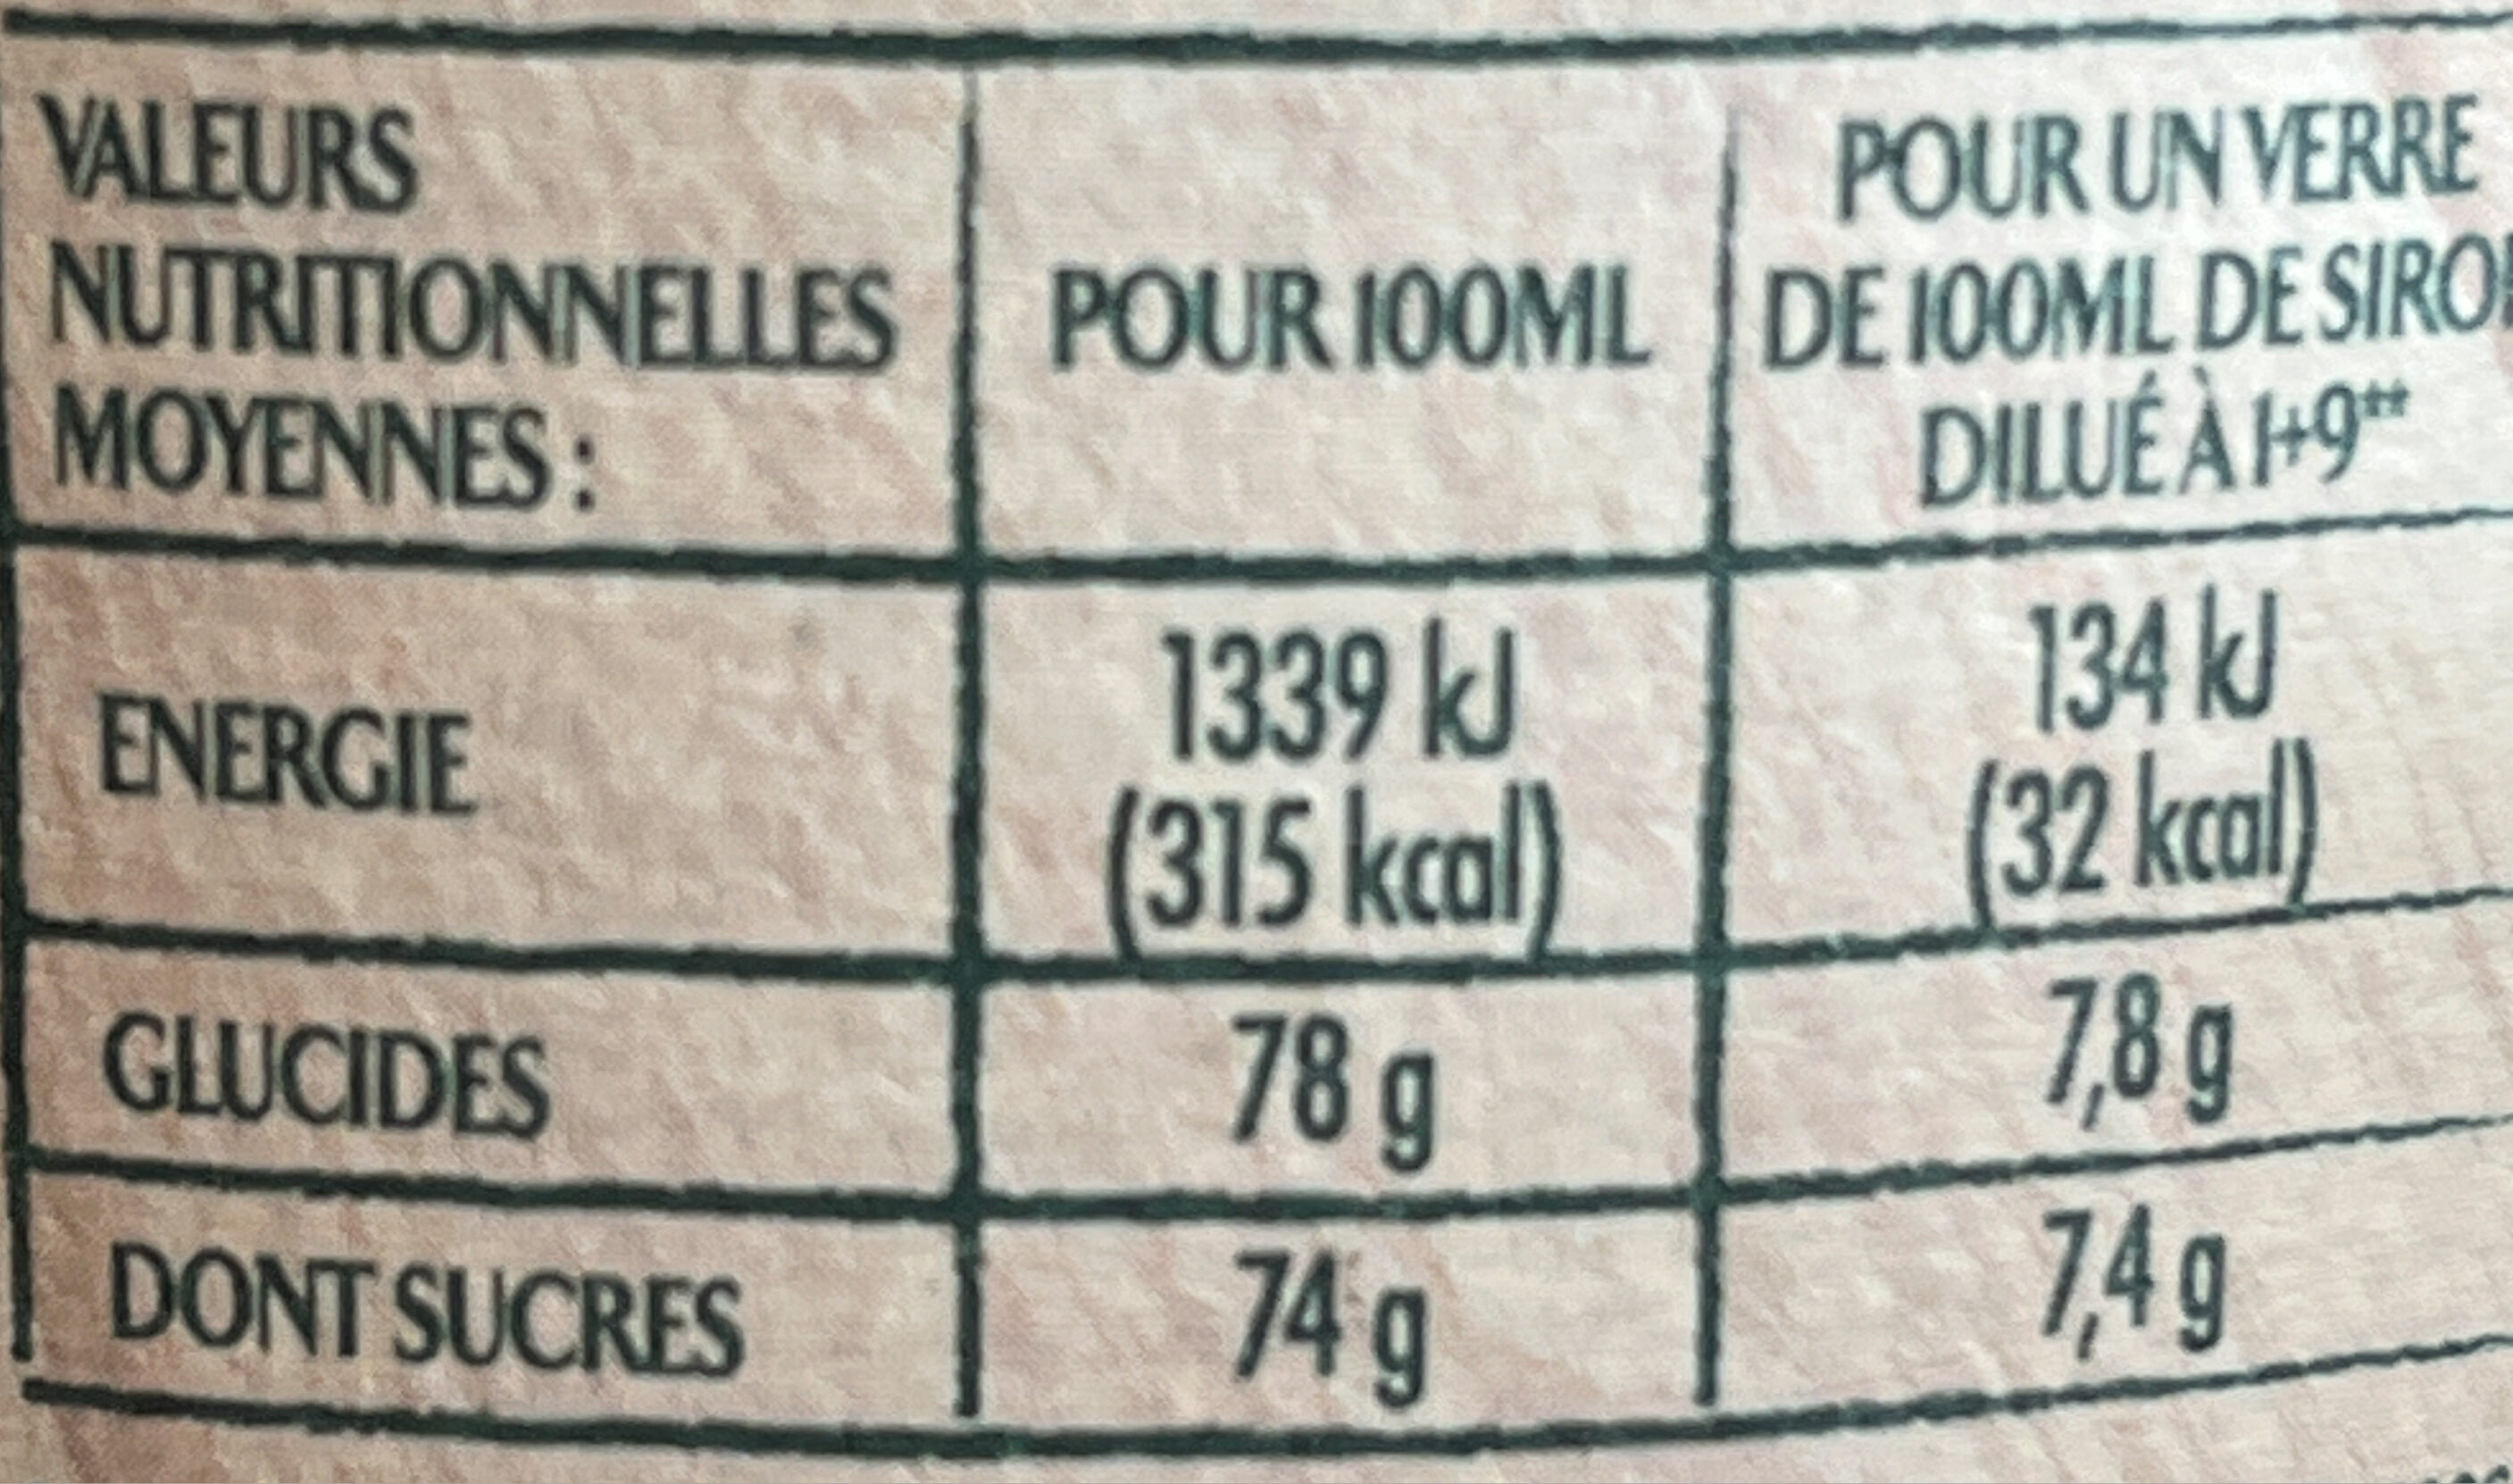 VALEURS
NUTRITIONNELLES
MOYENNES :
POUR 100ML
POUR UN VERRE
DE 100ML DE
DILUÉ À 1+9**
ENERGIE
1339 kJ
(315 kcal)
134 kJ
(32 kcal)
GLUCIDES
78 g
7,8 g
DONT SUCRES
74 g
7,4 g